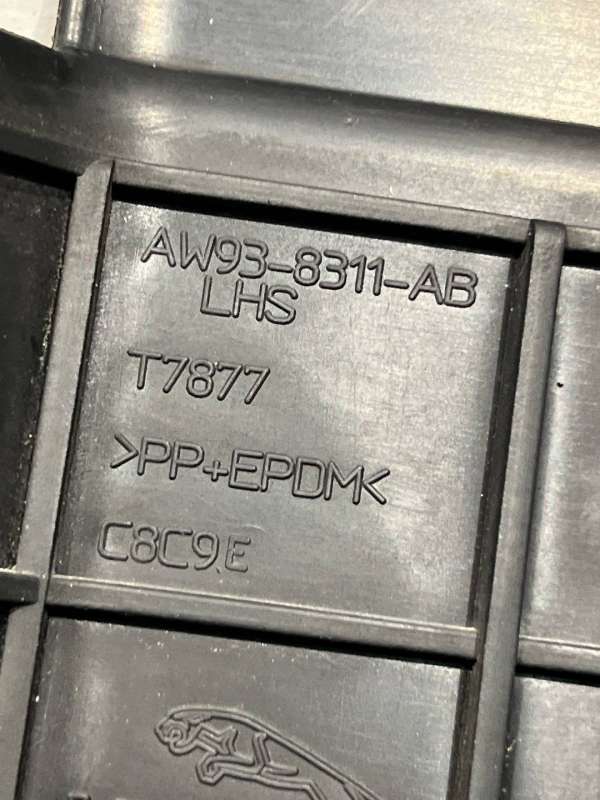 AW93-8311-AB
LHS
T7877
>PP+EPDM<
C8C9E